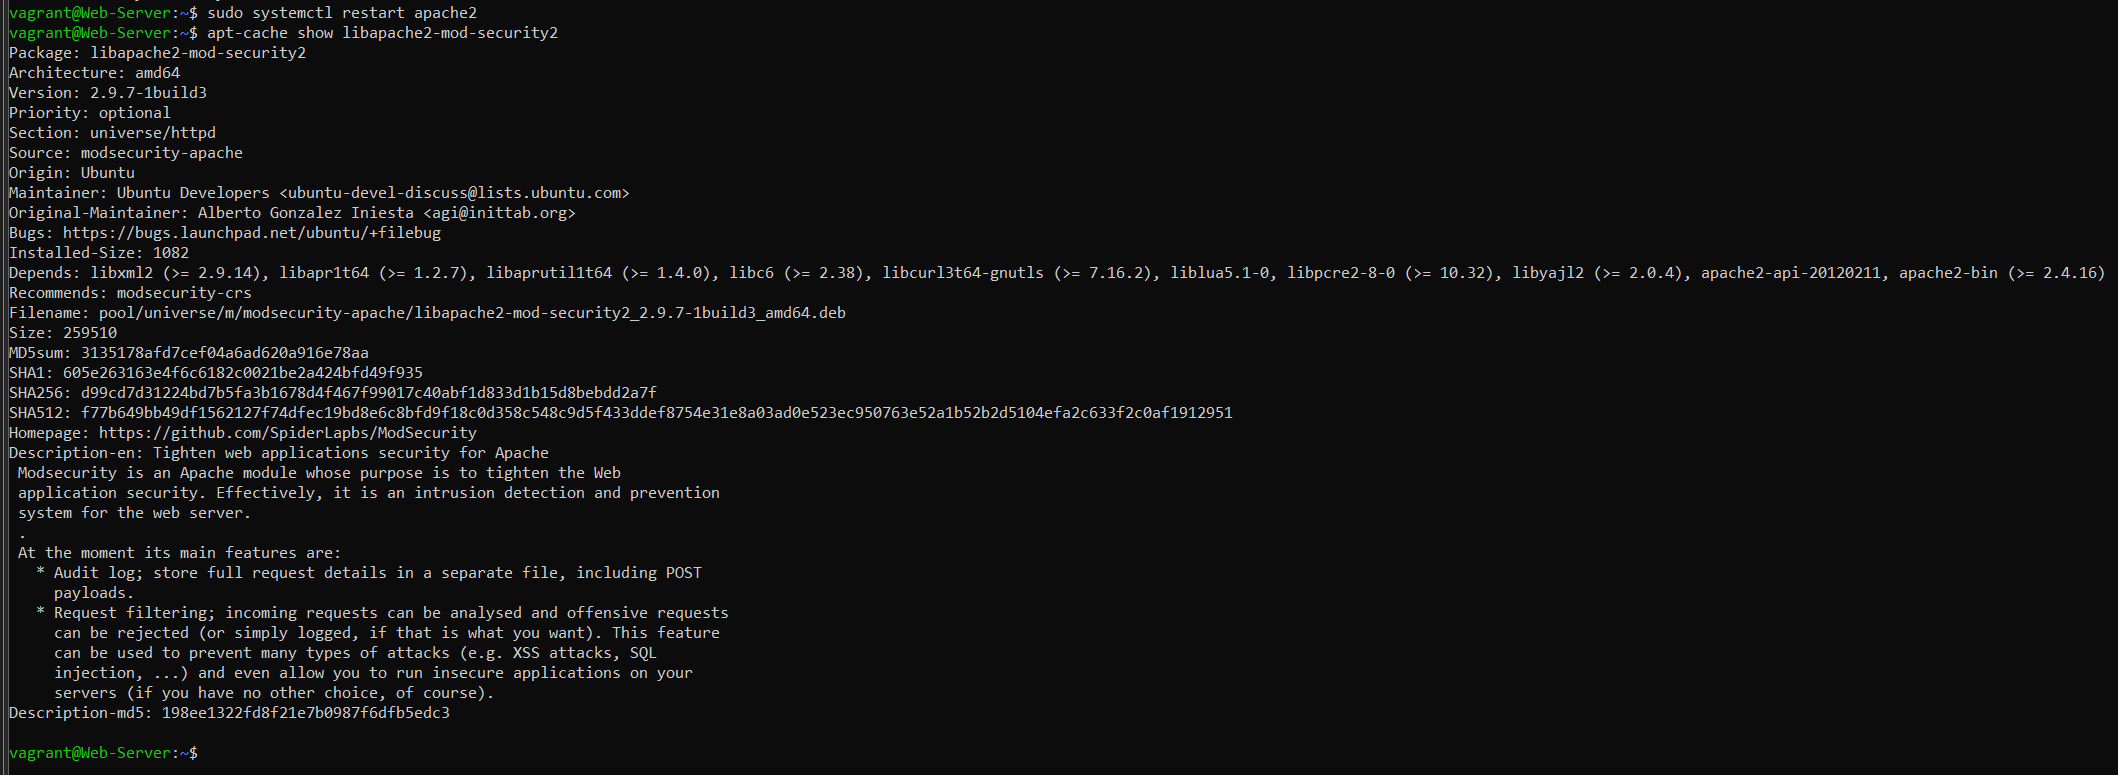 vagrant@Web-Server:~$ sudo systemctl restart apache2
vagrant@Web-Server:~$ apt-cache show libapache2-mod-security2
Package: libapache2-mod-security2
Architecture: amd64
Version: 2.9.7-1build3
Priority: optional
Section: universe/httpd
Source: modsecurity-apache
Origin: Ubuntu
Maintainer: Ubuntu Developers <ubuntu-devel-discuss@lists.ubuntu.com>
Original-Maintainer: Alberto Gonzalez Iniesta <agi@inittab.org>
Bugs: https://bugs.launchpad.net/ubuntu/+filebug
Installed-Size: 1082
Depends: libxml2 (>= 2.9.14), libapr1t64 (>= 1.2.7), libaprutil1t64 (>= 1.4.0), libc6 (>= 2.38), libcurl3t64-gnutls (>= 7.16.2), liblua5.1-0, libpcre2-8-0 (>= 10.32), libyajl2 (>= 2.0.4), apache2-api-20120211, apache2-bin (>= 2.4.16)
Recommends: modsecurity-crs
Filename: pool/universe/m/modsecurity-apache/libapache2-mod-security2_2.9.7-1build3_amd64.deb
Size: 259510
MD5sum: 3135178afd7cef04a6ad620a916e78aa
SHA1: 605e263163e4f6c6182c0021be2a424bfd49f935
SHA256: d99cd7d31224bd7b5fa3b1678d4f467f99017c40abf1d833d1b15d8bebdd2a7f
SHA512: f77b649bb49df1562127f74dfec19bd8e6c8bfd9f18c0d358c548c9d5f433ddef8754e31e8a03ad0e523ec950763e52a1b52b2d5104efa2c633f2c0af1912951
Homepage: https://github.com/SpiderLapbs/ModSecurity
Description-en: Tighten web applications security for Apache
 Modsecurity is an Apache module whose purpose is to tighten the Web
 application security. Effectively, it is an intrusion detection and prevention
 system for the web server.
 .
 At the moment its main features are:
   * Audit log; store full request details in a separate file, including POST
     payloads.
   * Request filtering; incoming requests can be analysed and offensive requests
     can be rejected (or simply logged, if that is what you want). This feature
     can be used to prevent many types of attacks (e.g. XSS attacks, SQL
     injection, ...) and even allow you to run insecure applications on your
     servers (if you have no other choice, of course).
Description-md5: 198ee1322fd8f21e7b0987f6dfb5edc3
vagrant@Web-Server:~$